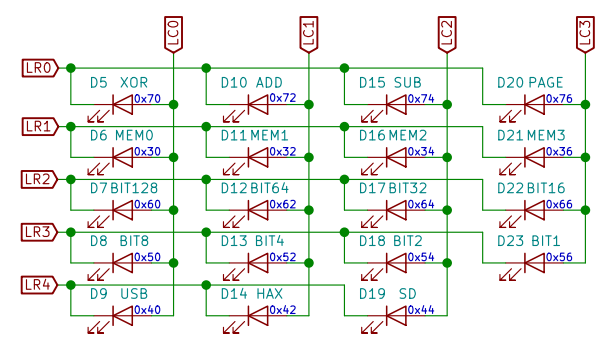 LC0 LC1 LC2 LC3
LR0
D5 XOR D10 ADD D15 SUB D20 PAGE
0x70 0x72 0x74 0x76
LR1
D6 MEM0 D11 MEM1 D16 MEM2 D21 MEM3
0x30 0x32 0x34 0x36
LR2
D7 BIT128 D12 BIT64 D17 BIT32 D22 BIT16
0x60 0x62 0x64 0x66
LR3
D8 BIT8 D13 BIT4 D18 BIT2 D23 BIT1
0x50 0x52 0x54 0x56
LR4
D9 USB D14 HAX D19 SD
0x40 0x42 0x44